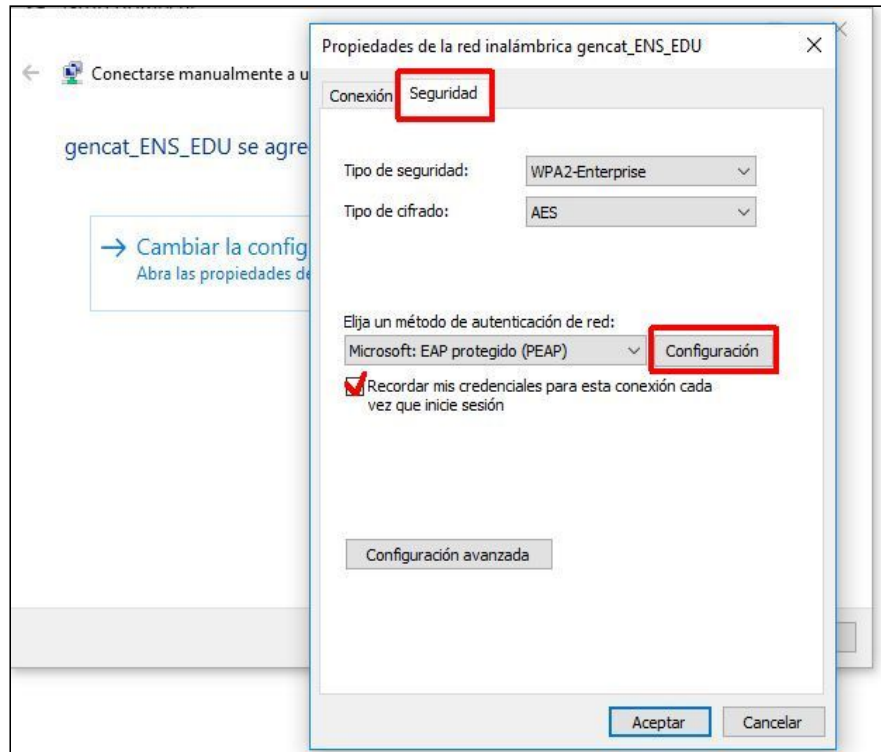 Propiedades de la red inalámbrica gencat_ENS_EDU
Conectarse manualmente a u
Conexión
Seguridad
gencat_ENS_EDU se agre
Tipo de seguridad:
WPA2-Enterprise
Tipo de cifrado:
AES
Cambiar la config
Abra las propiedades de
Elija un método de autenticación de red:
Microsoft: EAP protegido (PEAP)
Configuración
Recordar mis credenciales para esta conexión cada
vez que inicie sesión
Configuración avanzada
Aceptar
Cancelar